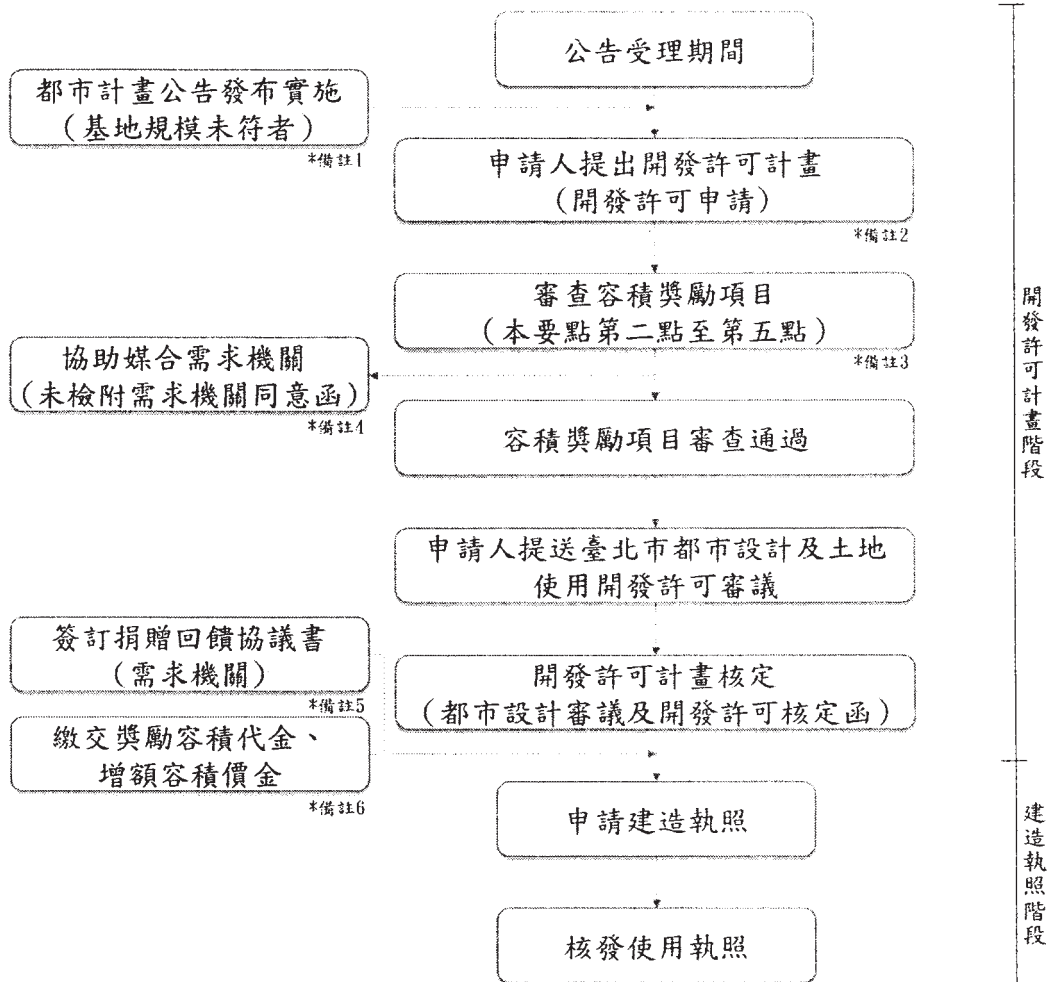 公告受理期間
都市計畫公告發布實施
(基地規模未符者)
*備註1
申請人提出開發許可計畫
(開發許可申請)
*備註2
審查容積獎勵項目
(本要點第二點至第五點)
*備註3
協助媒合需求機關
(未檢附需求機關同意函)
*備註4
容積獎勵項目審查通過
申請人提送臺北市都市設計及土地
使用開發許可審議
簽訂捐贈回饋協議書
(需求機關)
*備註5
開發許可計畫核定
(都市設計審議及開發許可核定函)
繳交獎勵容積代金、
增額容積價金
*備註6
申請建造執照
核發使用執照
開發許可計畫階段
建造執照階段